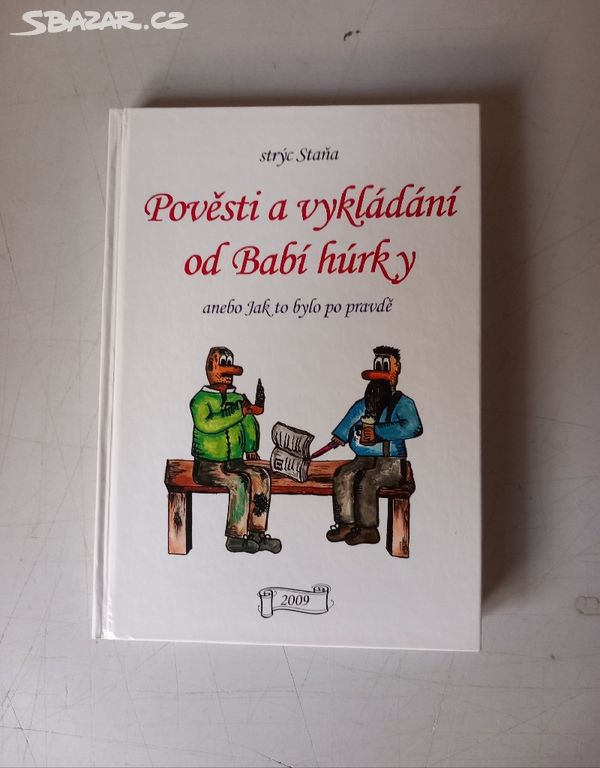 SBAZAR.CZ
strýc Staňa
Pověsti a vykládání
od Babí húrky
anebo Jak to bylo po pravdě
2009